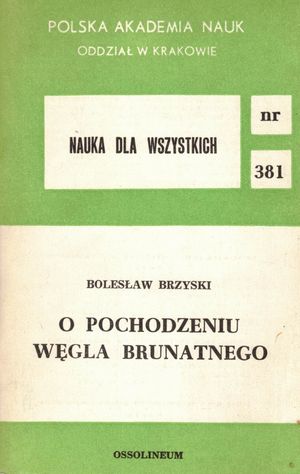 POLSKA AKADEMIA NAUK
ODDZIAŁ W KRAKOWIE
NAUKA DLA WSZYSTKICH
nr
381
BOLESŁAW BRZYSKI
O POCHODZENIU
WĘGLA BRUNATNEGO
OSSOLINEUM